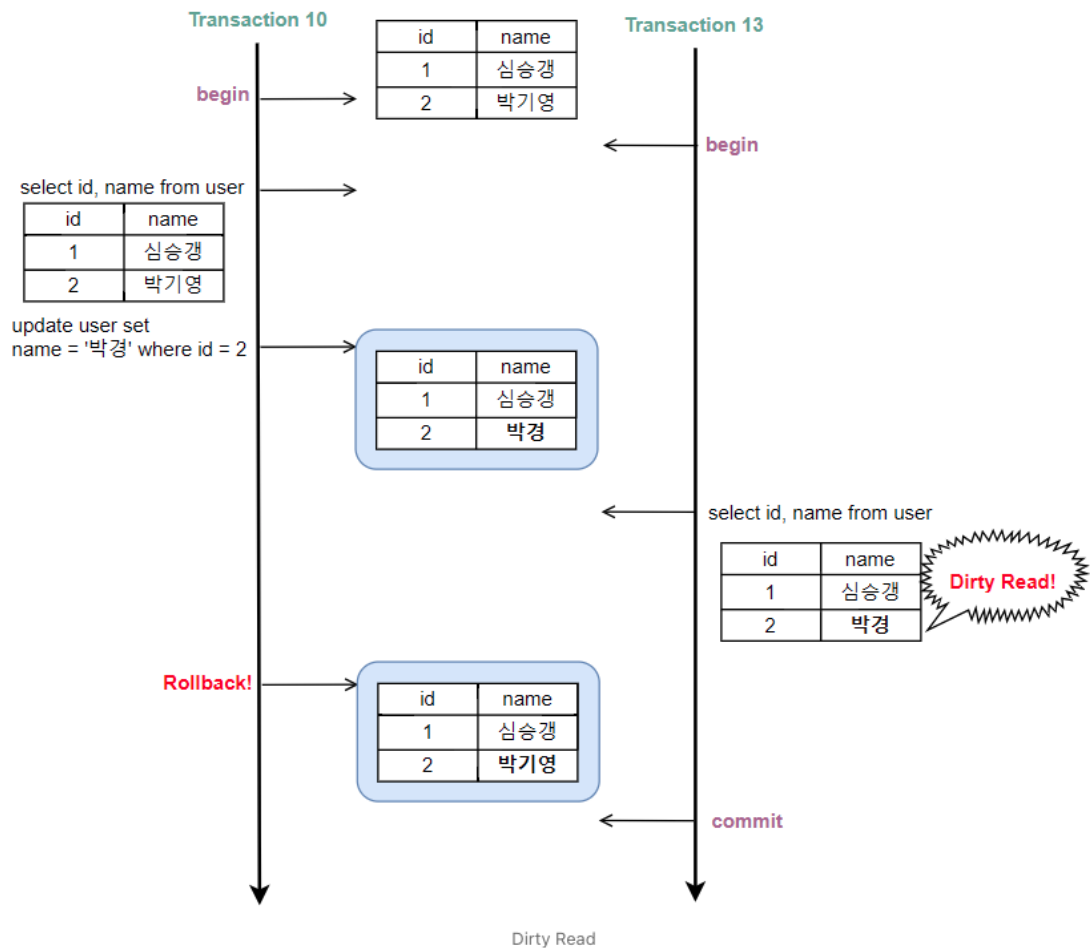 Transaction 10
id name
1 심승갱
2 박기영
Transaction 13
begin
begin
select id, name from user
id name
1 심승갱
2 박기영
update user set
name = '박경' where id = 2
id name
1 심승갱
2 박경
select id, name from user
id name
1 심승갱
2 박경
Dirty Read!
Rollback!
id name
1 심승갱
2 박기영
commit
Dirty Read